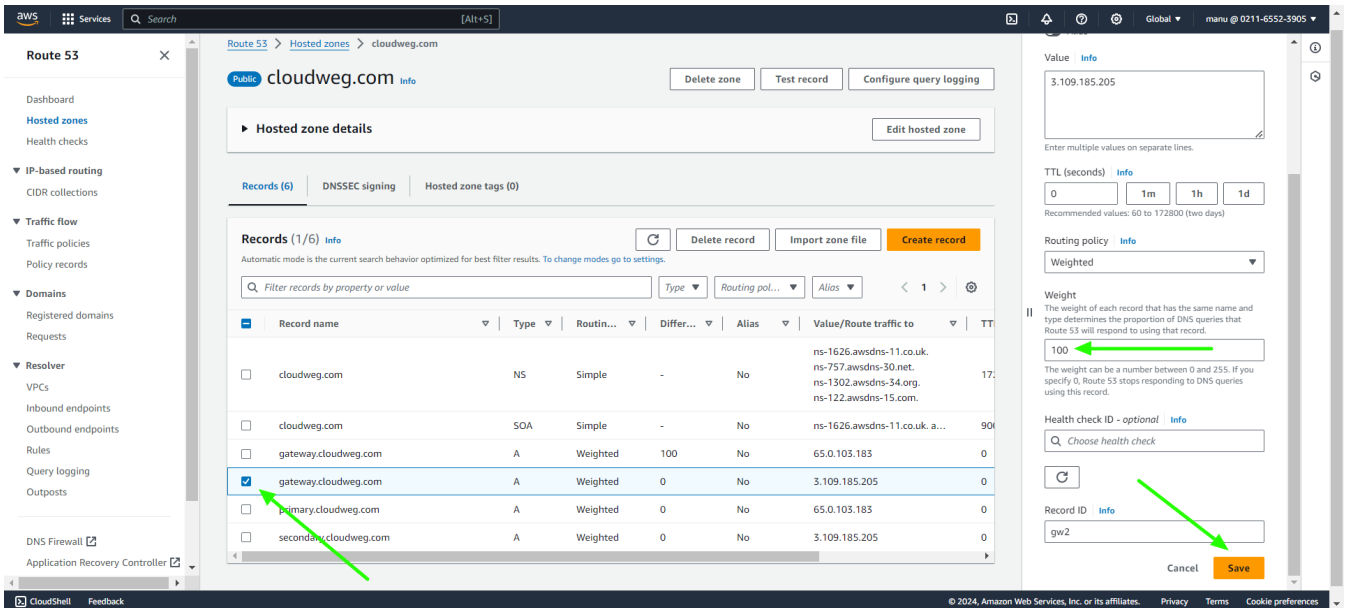 aws
Services
Search
[Alt+S]
Global
manu @ 0211-6552-3905
Route 53
Dashboard
Hosted zones
Health checks
IP-based routing
CIDR collections
Traffic flow
Traffic policies
Policy records
Domains
Registered domains
Requests
Resolver
VPCs
Inbound endpoints
Outbound endpoints
Rules
Query logging
Outposts
DNS Firewall
Application Recovery Controller
Route 53 > Hosted zones > cloudweg.com
Public cloudweg.com Info
Delete zone
Test record
Configure query logging
Hosted zone details
Edit hosted zone
Records (6)
DNSSEC signing
Hosted zone tags (0)
Records (1/6) Info
Delete record
Import zone file
Create record
Automatic mode is the current search behavior optimized for best filter results. To change modes go to settings.
Filter records by property or value
Type
Routing pol...
Alias
1
Record name Type Routin... Differ... Alias Value/Route traffic to TT
cloudweg.com NS Simple - No ns-1626.awsdns-11.co.uk. 17
ns-757.awsdns-30.net.
ns-1302.awsdns-34.org.
ns-122.awsdns-15.com.
cloudweg.com SOA Simple - No ns-1626.awsdns-11.co.uk. a... 90
gateway.cloudweg.com A Weighted 100 No 65.0.103.183 0
gateway.cloudweg.com A Weighted 0 No 3.109.185.205 0
primary.cloudweg.com A Weighted 0 No 65.0.103.183 0
secondary.cloudweg.com A Weighted 0 No 3.109.185.205 0
Value Info
3.109.185.205
Enter multiple values on separate lines.
TTL (seconds) Info
0
1m
1h
1d
Recommended values: 60 to 172800 (two days)
Routing policy Info
Weighted
Weight
The weight of each record that has the same name and
type determines the proportion of DNS queries that
Route 53 will respond to using that record.
100
The weight can be a number between 0 and 255. If you
specify 0, Route 53 stops responding to DNS queries
using this record.
Health check ID - optional Info
Choose health check
Record ID Info
gw2
Cancel
Save
CloudShell
Feedback
© 2024, Amazon Web Services, Inc. or its affiliates.
Privacy
Terms
Cookie preferences